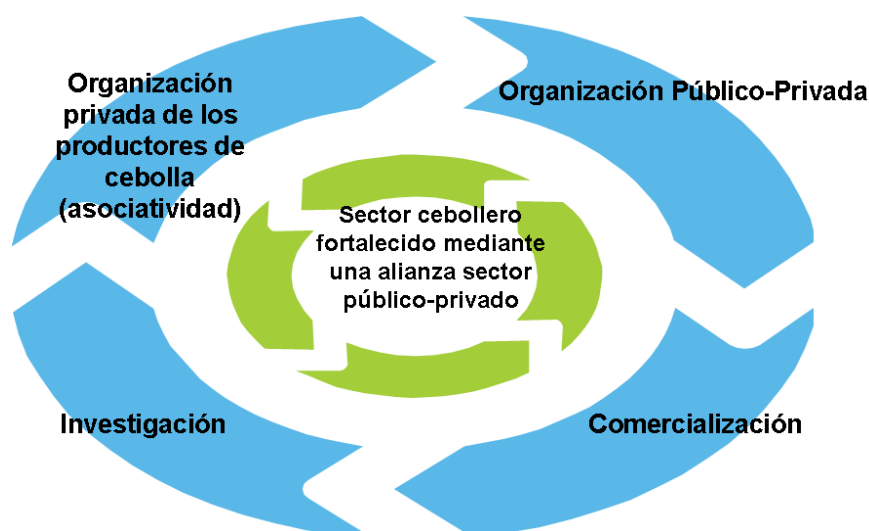 Organización
privada de los
productores de
cebolla
(asociatividad)
Organización Público-Privada
Sector cebollero
fortalecido mediante
una alianza sector
público-privado
Investigación
Comercialización